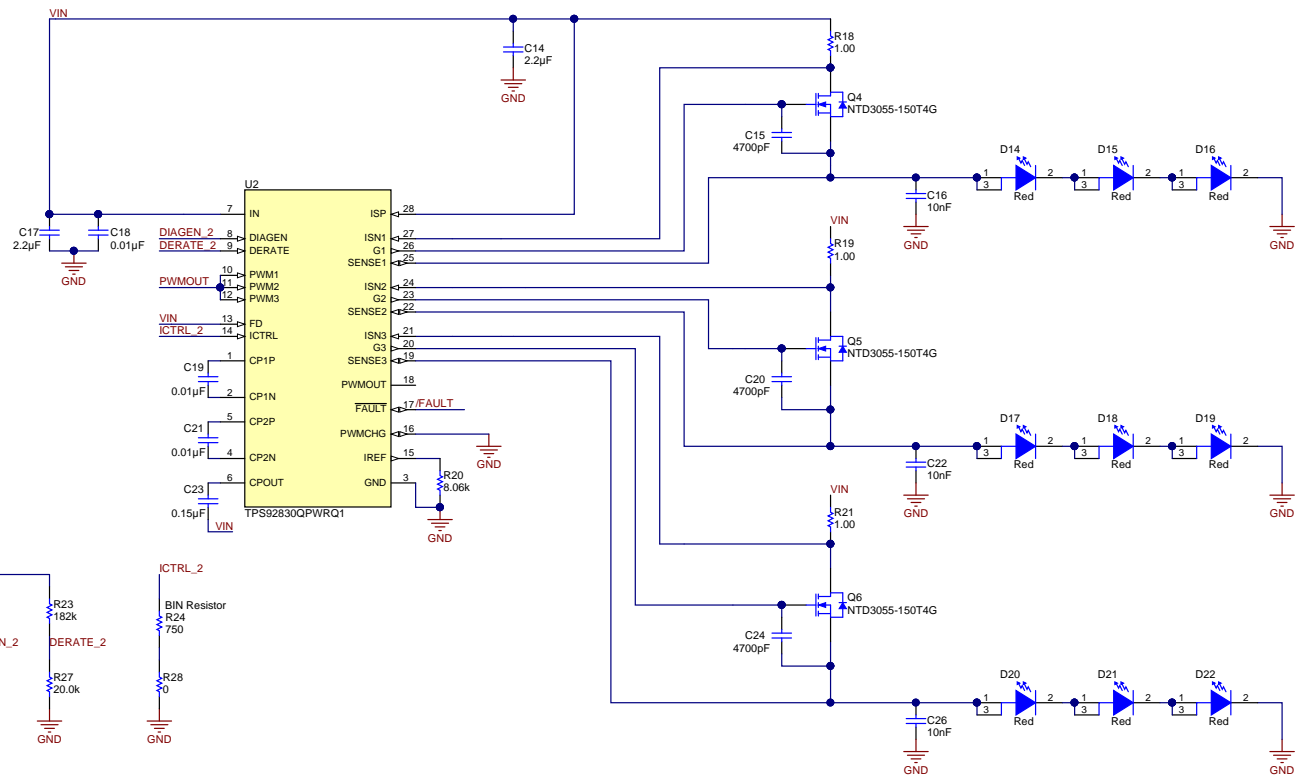 VIN
R18
1.00
C14
2.2µF
GND
Q4
NTD3055-150T4G
C15
4700pF
D14
D15
D16
1
3
2
1
3
2
1
3
2
Red
Red
Red
C16
10nF
GND
GND
U2
7
IN
ISP
28
C17
2.2µF
C18
0.01µF
GND
DIAGEN_2
8
DIAGEN
ISN1
27
DERATE_2
9
DERATE
G1
26
SENSE1
25
VIN
R19
1.00
10
PWM1
PWMOUT
11
PWM2
ISN2
24
12
PWM3
G2
23
SENSE2
22
VIN
13
FD
ICTRL_2
14
ICTRL
ISN3
21
G3
20
SENSE3
19
Q5
NTD3055-150T4G
C20
4700pF
C19
0.01µF
1
CP1P
2
CP1N
PWMOUT
18
FAULT
17
/FAULT
C21
0.01µF
5
CP2P
4
CP2N
PWMCHG
16
GND
IREF
15
R20
8.06k
C23
0.15µF
6
CPOUT
GND
3
VIN
TPS92830QPWRQ1
GND
D17
D18
D19
1
3
2
1
3
2
1
3
2
Red
Red
Red
C22
10nF
GND
GND
VIN
R21
1.00
Q6
NTD3055-150T4G
C24
4700pF
ICTRL_2
R23
182k
BIN Resistor
R24
750
N_2
DERATE_2
R27
20.0k
R28
0
GND
GND
D20
D21
D22
1
3
2
1
3
2
1
3
2
Red
Red
Red
C26
10nF
GND
GND